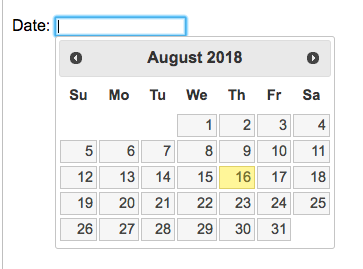 Date:
August 2018
Su Mo Tu We Th Fr Sa
1 2 3 4
5 6 7 8 9 10 11
12 13 14 15 16 17 18
19 20 21 22 23 24 25
26 27 28 29 30 31